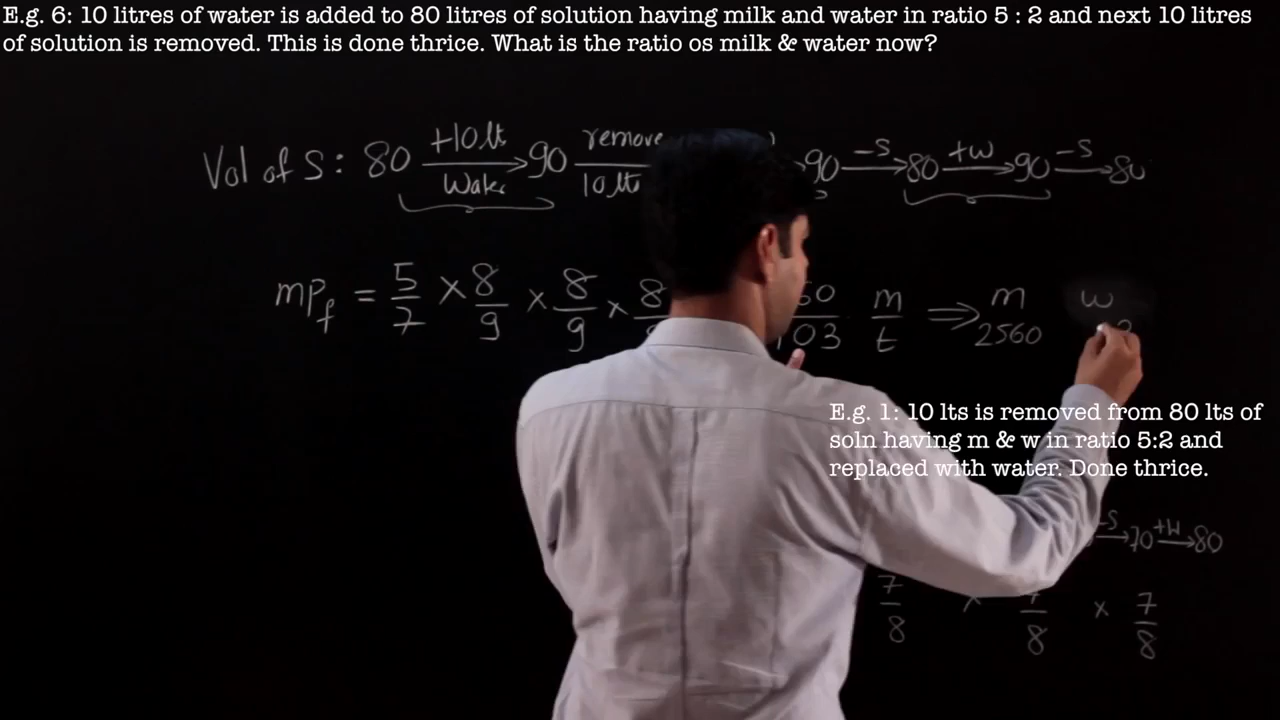 E.g. 6: 10 litres of water is added to 80 litres of solution having milk and water in ratio 5 : 2 and next 10 litres
of solution is removed. This is done thrice. What is the ratio os milk & water now?
Vol of S: 80 +10 lt Water → 90 remove 10 lts 90 -S → 80 +w → 90 -S → 80
mPf = 5/7 × 8/9 × 8/9 × 8 03 m/t ⇒ m 2560 w
E.g. 1: 10 lts is removed from 80 lts of
soln having m & w in ratio 5:2 and
replaced with water. Done thrice.
-S → 70 +w → 80
7/8 × 7/8 × 7/8